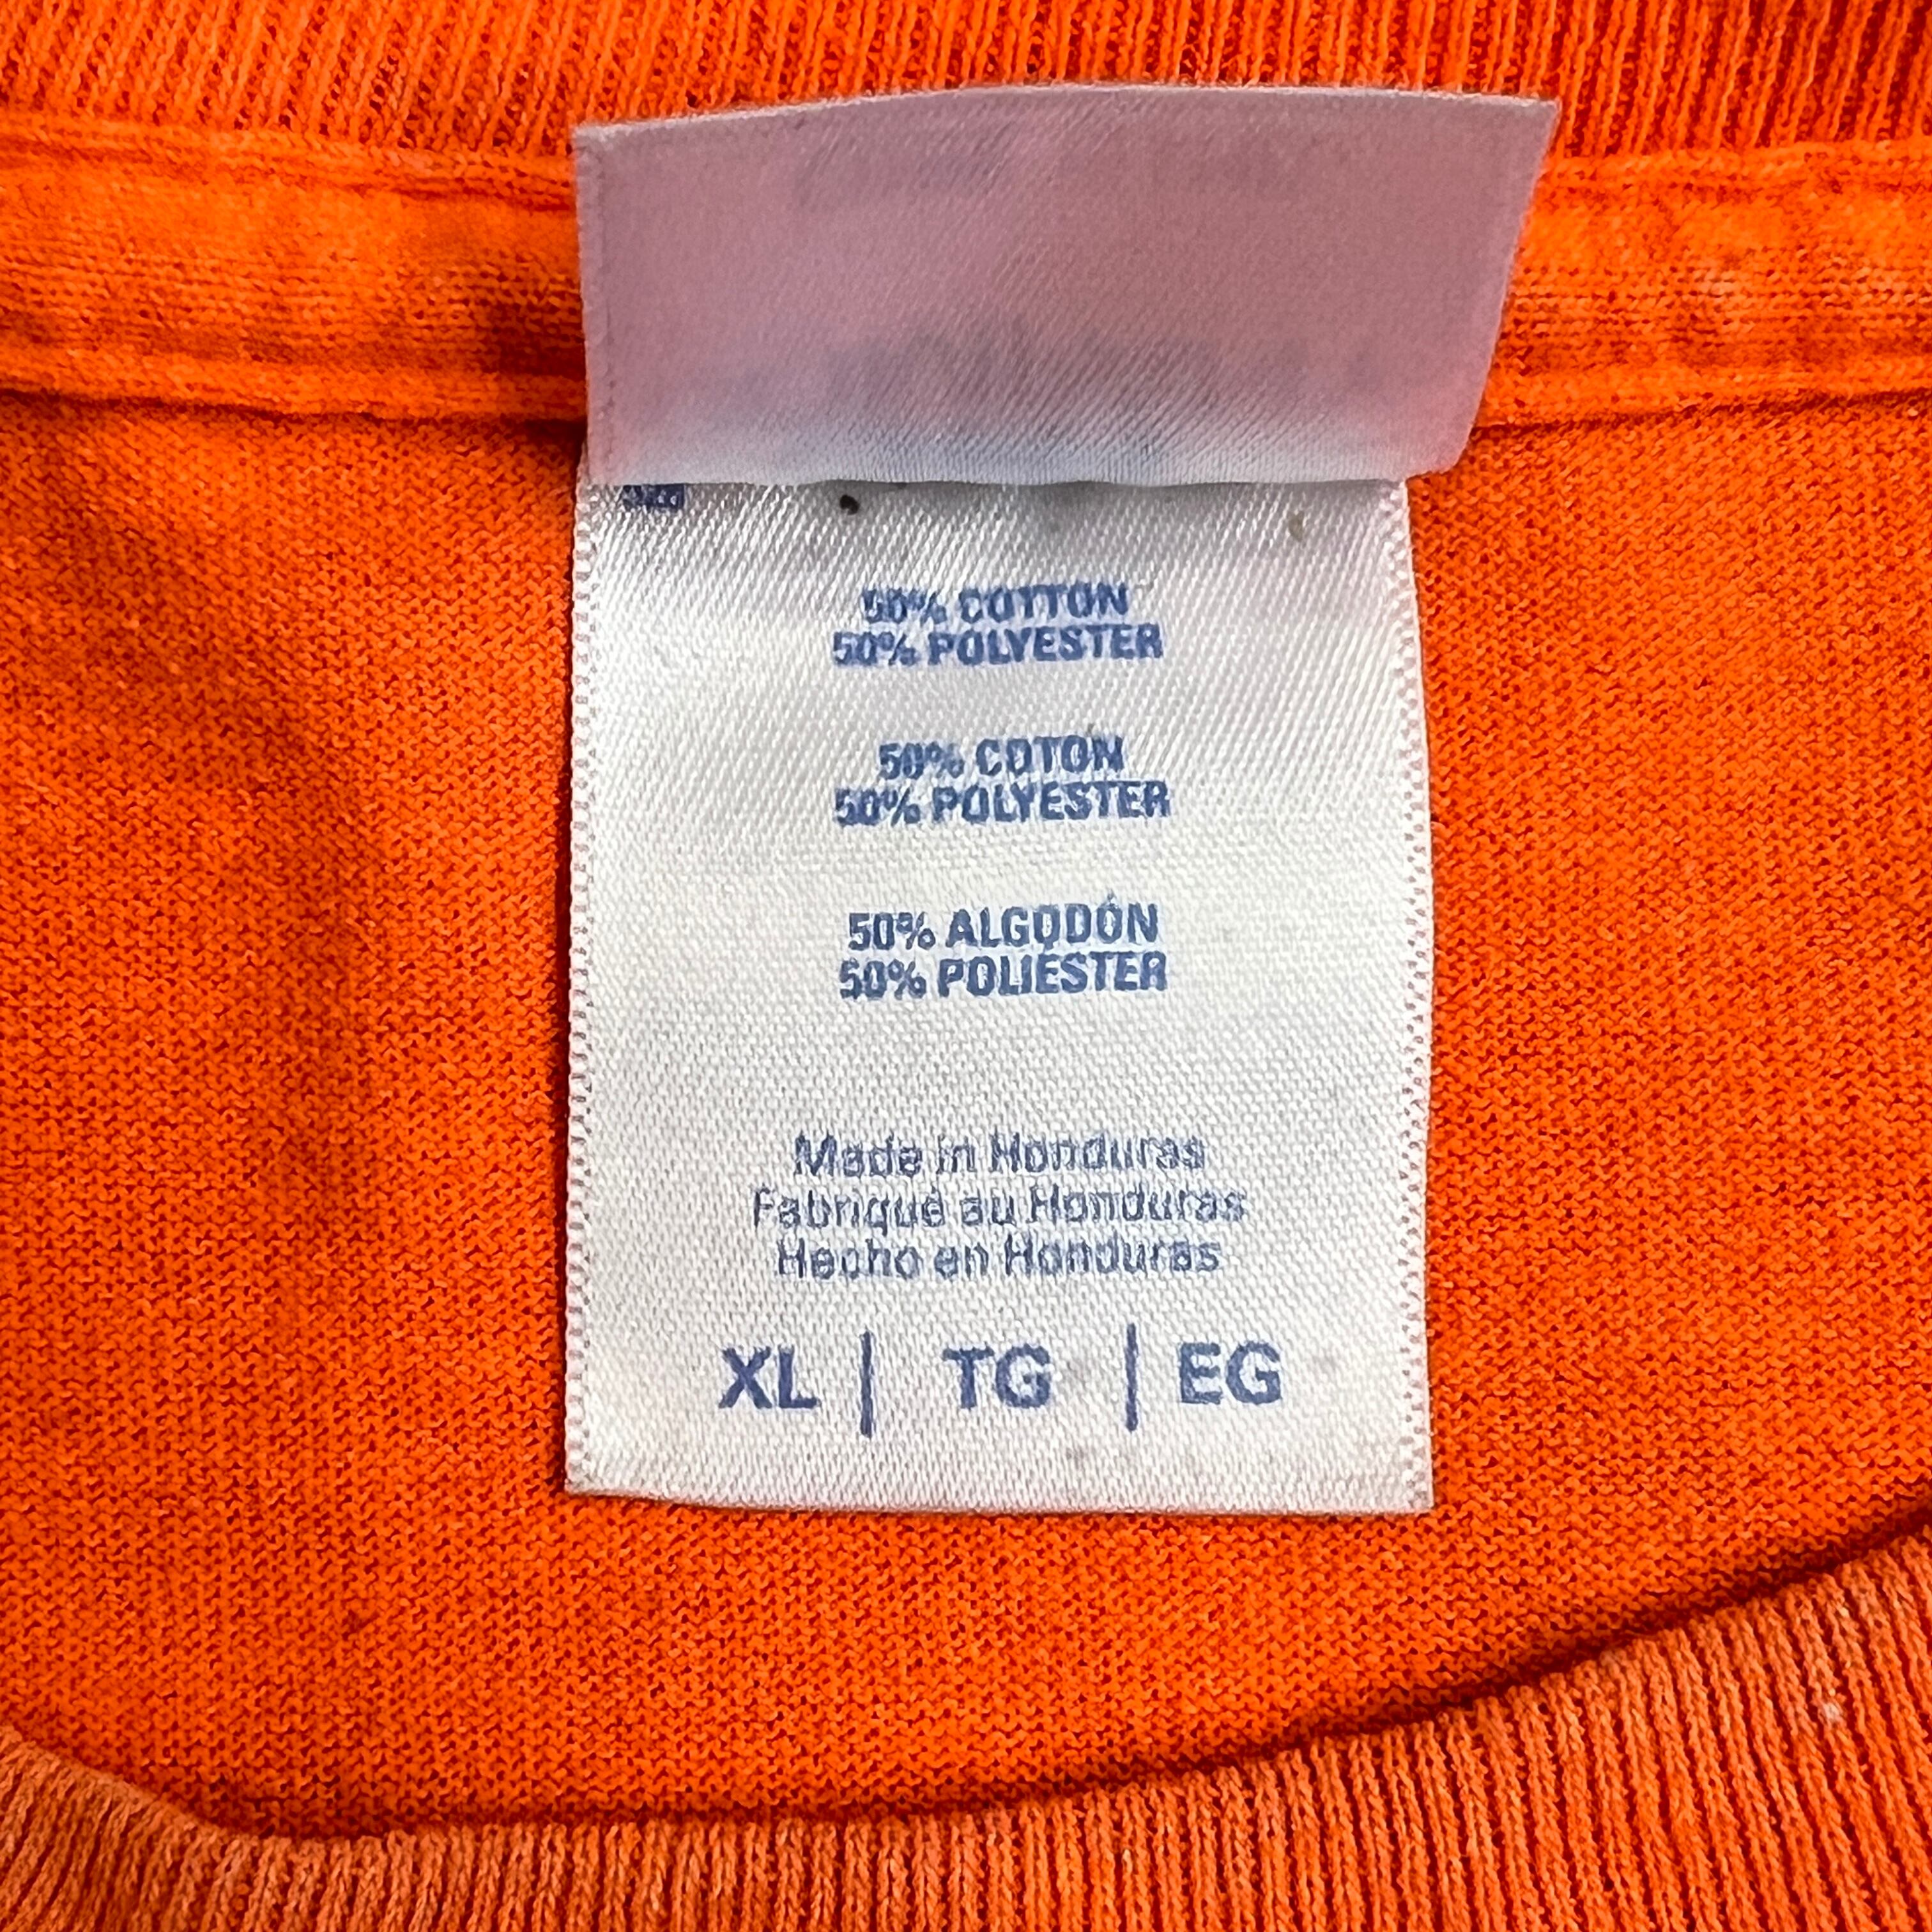 50% COTTON
50% POLYESTER
50% COTON
50% POLYESTER
50% ALGODÓN
50% POLIESTER
Made in Honduras
Fabriqué au Honduras
Hecho en Honduras
XL | TG | EG